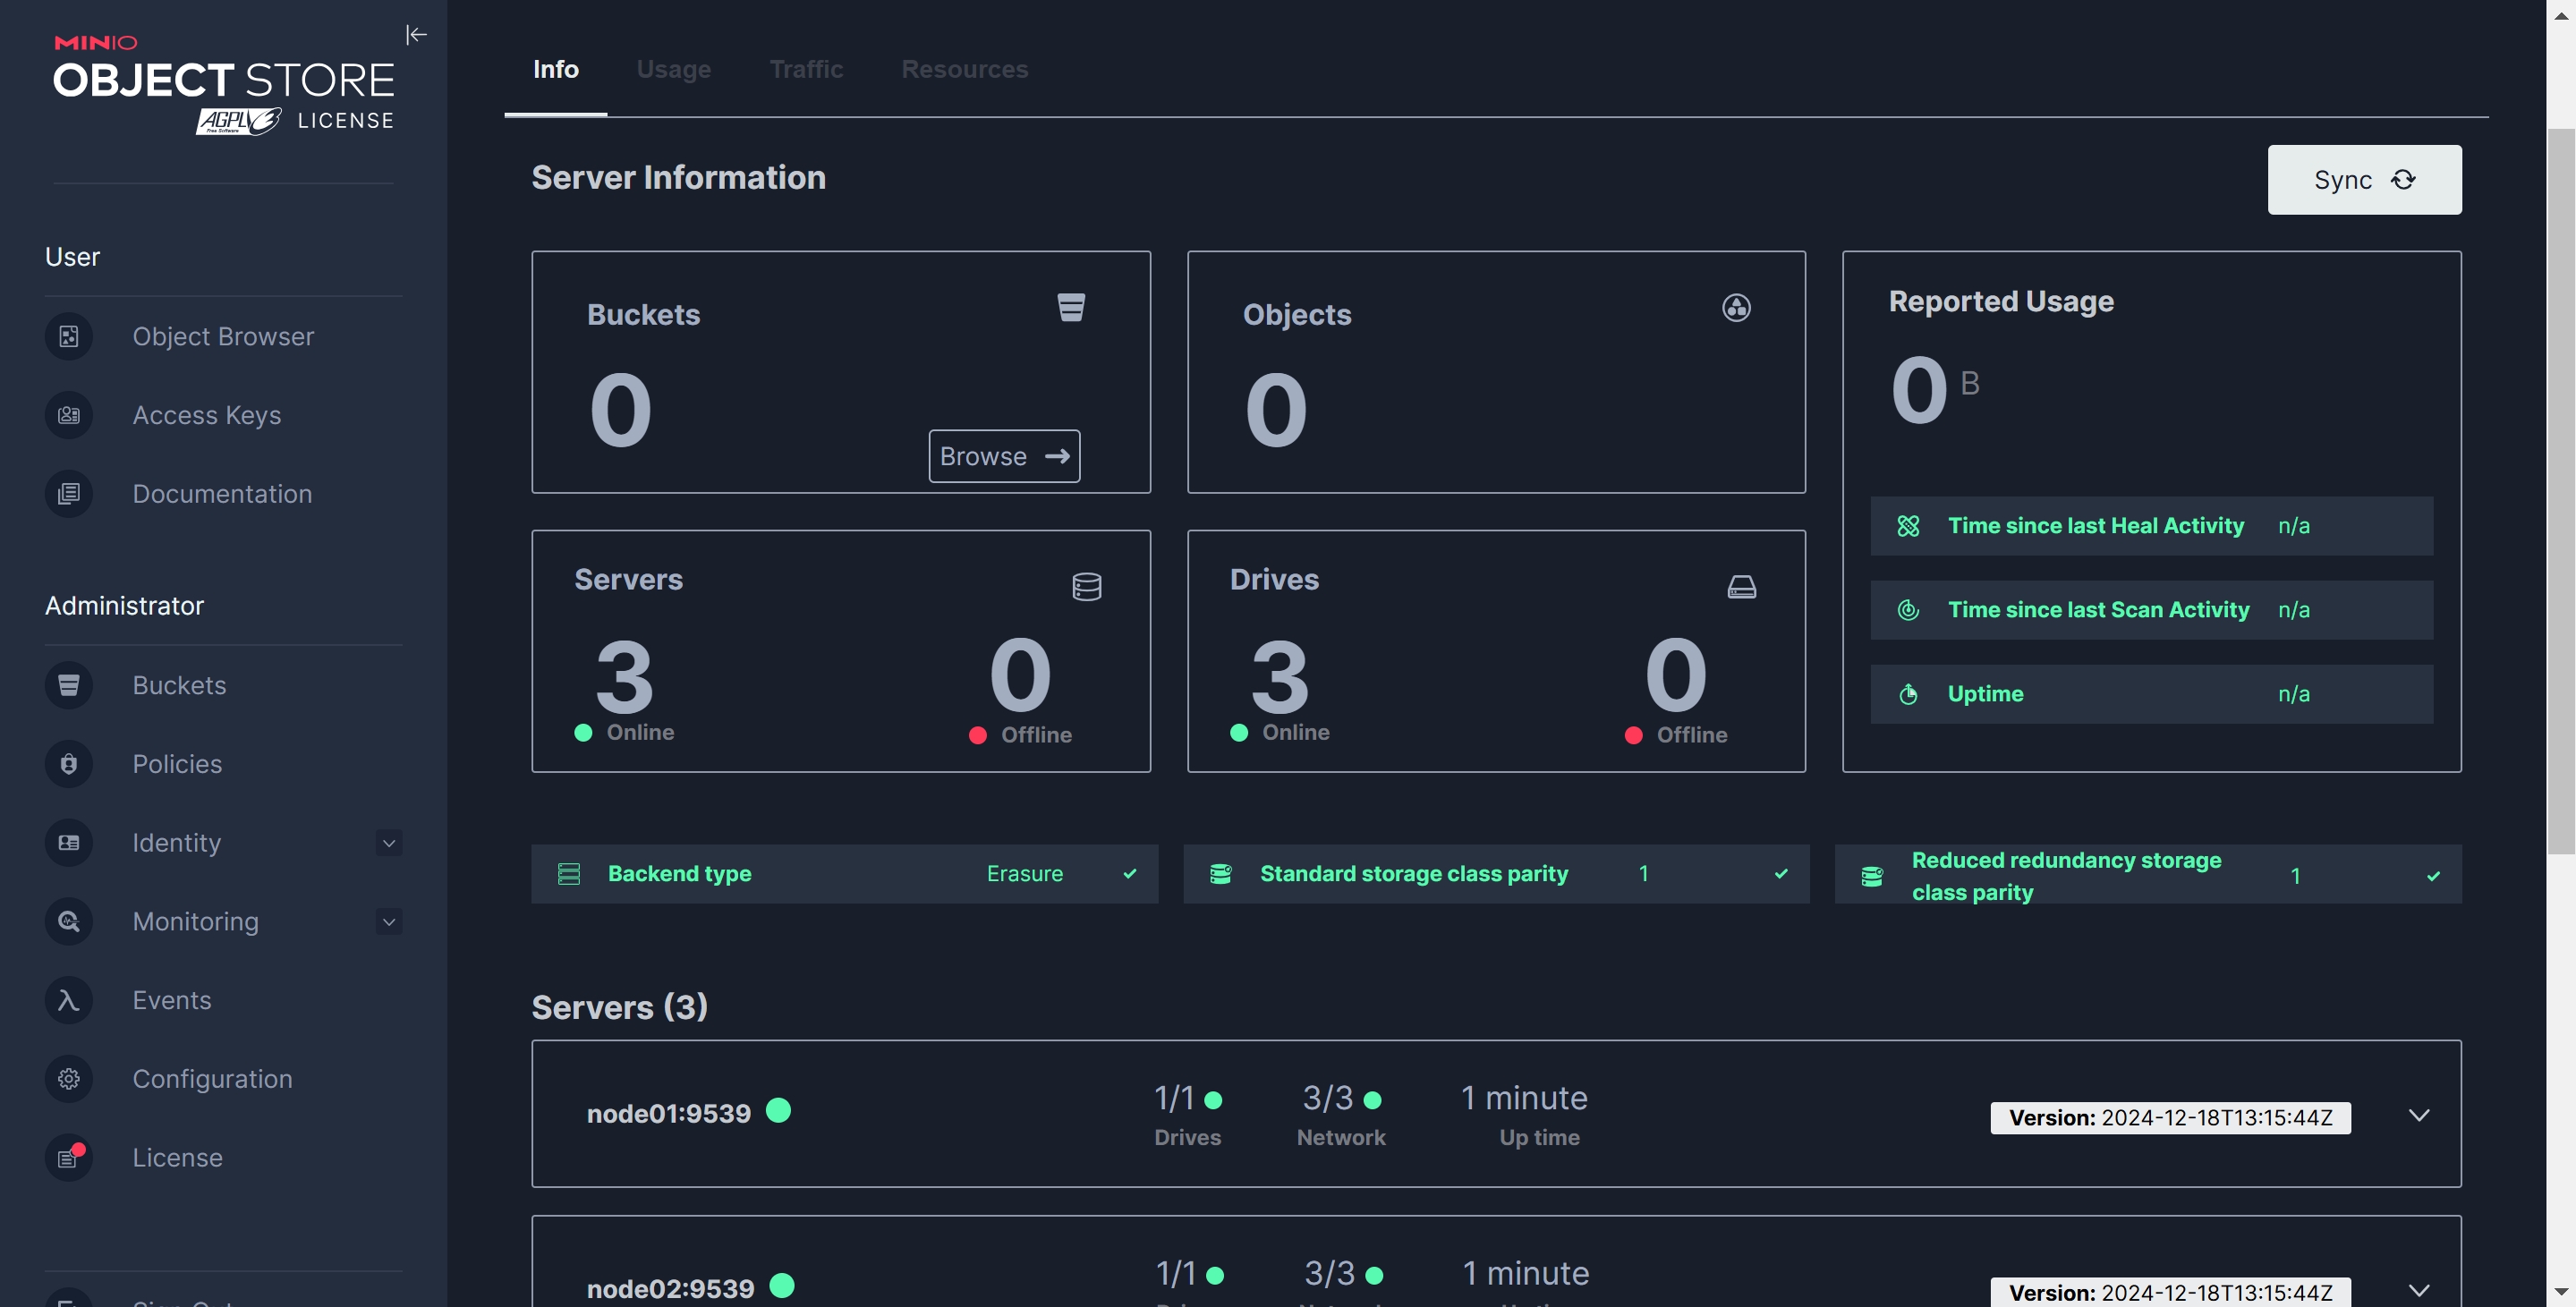 MINIO
OBJECT STORE
AGPLv3 Free Software LICENSE
User
Object Browser
Access Keys
Documentation
Administrator
Buckets
Policies
Identity
Monitoring
Events
Configuration
License
Info Usage Traffic Resources
Server Information
Sync
Buckets
0
Browse
Objects
0
Reported Usage
0 B
Time since last Heal Activity n/a
Time since last Scan Activity n/a
Uptime n/a
Servers
3 0
Online Offline
Drives
3 0
Online Offline
Backend type Erasure
Standard storage class parity 1
Reduced redundancy storage
class parity 1
Servers (3)
node01:9539
1/1 3/3 1 minute
Drives Network Up time
Version: 2024-12-18T13:15:44Z
node02:9539
1/1 3/3 1 minute
Version: 2024-12-18T13:15:44Z